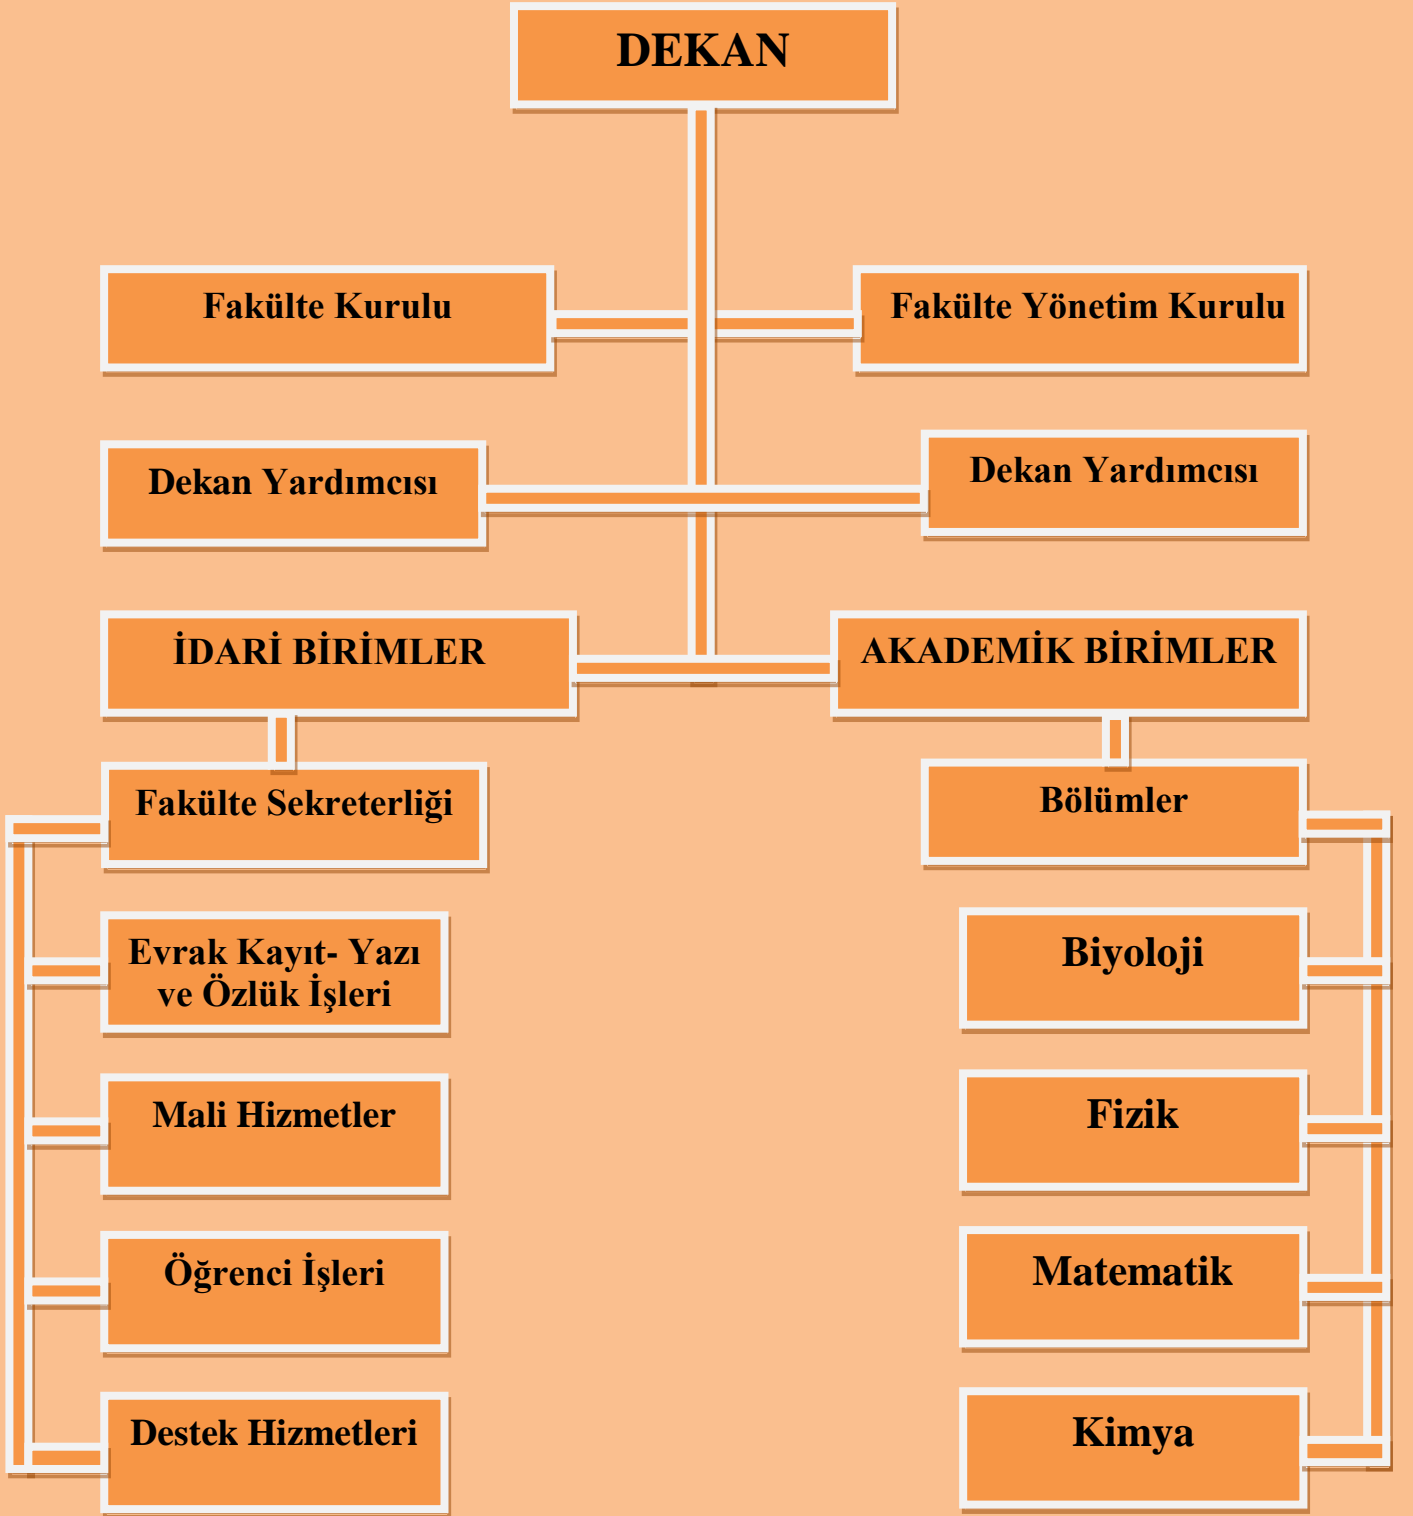 DEKAN
Fakülte Kurulu
Fakülte Yönetim Kurulu
Dekan Yardımcısı
Dekan Yardımcısı
İDARİ BİRİMLER
AKADEMİK BİRİMLER
Fakülte Sekreterliği
Bölümler
Evrak Kayıt- Yazı
ve Özlük İşleri
Biyoloji
Mali Hizmetler
Fizik
Öğrenci İşleri
Matematik
Destek Hizmetleri
Kimya